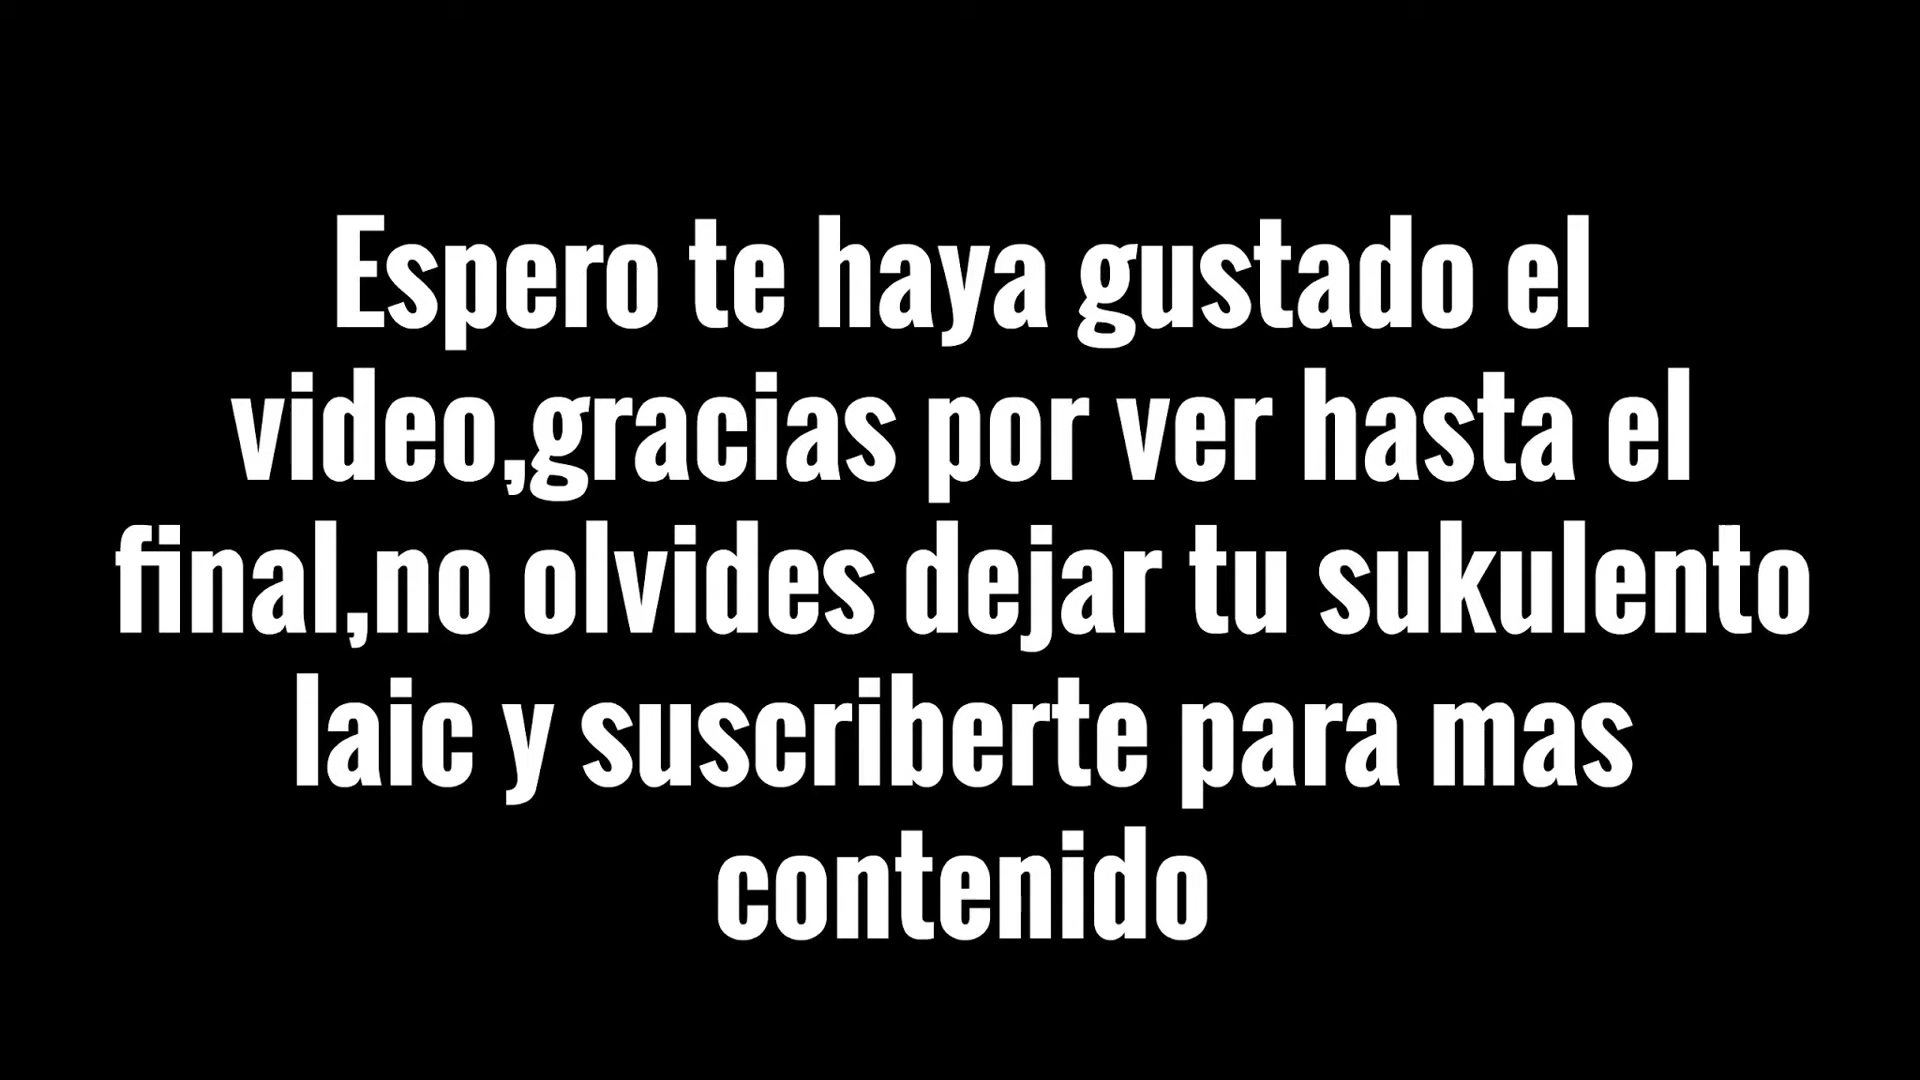 Espero te haya gustado el
video,gracias por ver hasta el
final,no olvides dejar tu sukulento
laic y suscriberte para mas
contenido